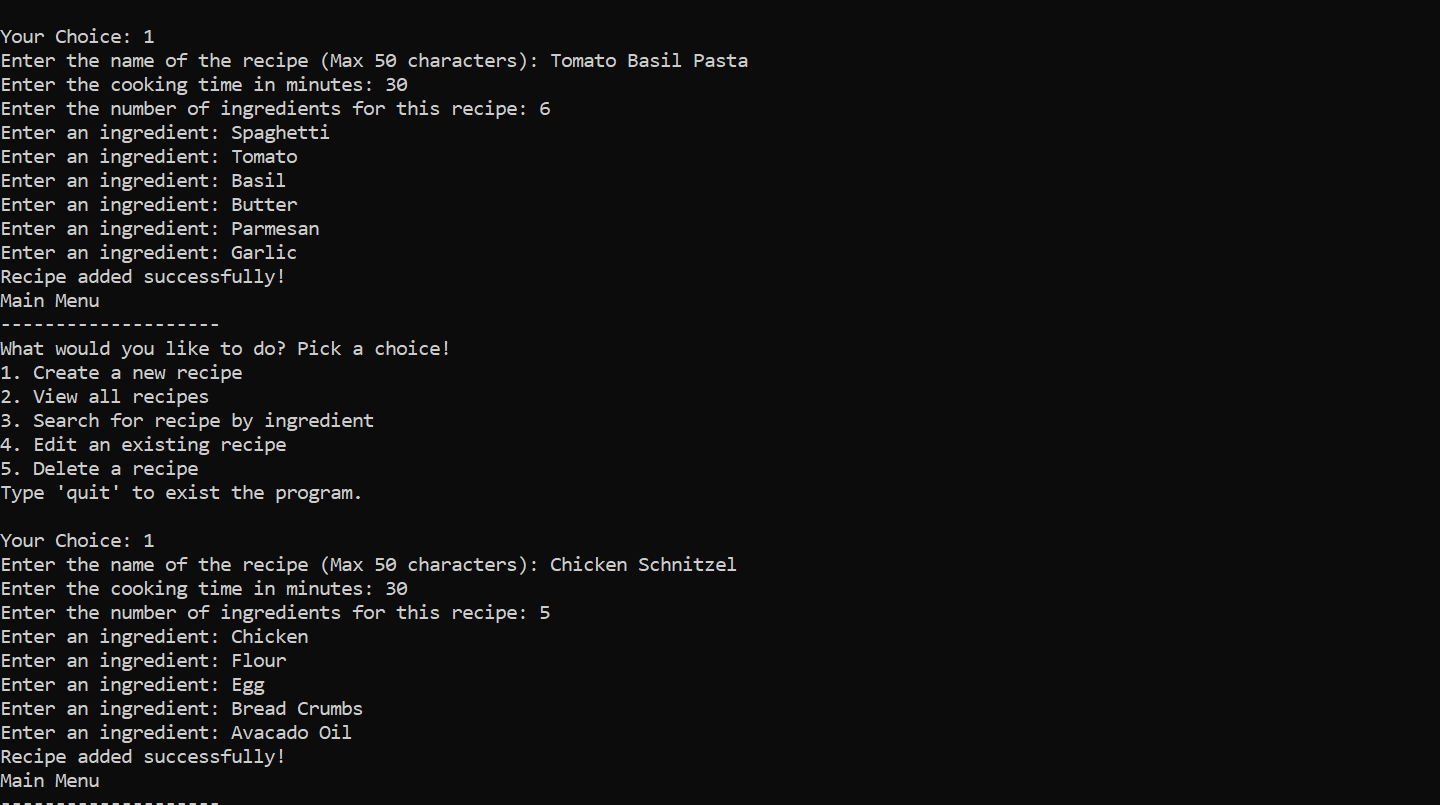 Your Choice: 1
Enter the name of the recipe (Max 50 characters): Tomato Basil Pasta
Enter the cooking time in minutes: 30
Enter the number of ingredients for this recipe: 6
Enter an ingredient: Spaghetti
Enter an ingredient: Tomato
Enter an ingredient: Basil
Enter an ingredient: Butter
Enter an ingredient: Parmesan
Enter an ingredient: Garlic
Recipe added successfully!
Main Menu
--------------------
What would you like to do? Pick a choice!
1. Create a new recipe
2. View all recipes
3. Search for recipe by ingredient
4. Edit an existing recipe
5. Delete a recipe
Type 'quit' to exist the program.
Your Choice: 1
Enter the name of the recipe (Max 50 characters): Chicken Schnitzel
Enter the cooking time in minutes: 30
Enter the number of ingredients for this recipe: 5
Enter an ingredient: Chicken
Enter an ingredient: Flour
Enter an ingredient: Egg
Enter an ingredient: Bread Crumbs
Enter an ingredient: Avacado Oil
Recipe added successfully!
Main Menu
--------------------